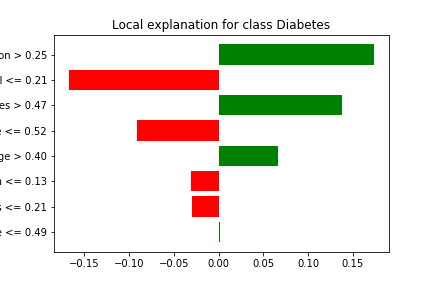 Local explanation for class Diabetes
on > 0.25
l <= 0.21
es > 0.47
e <= 0.52
ge > 0.40
n <= 0.13
s <= 0.21
e <= 0.49
−0.15 −0.10 −0.05 0.00 0.05 0.10 0.15